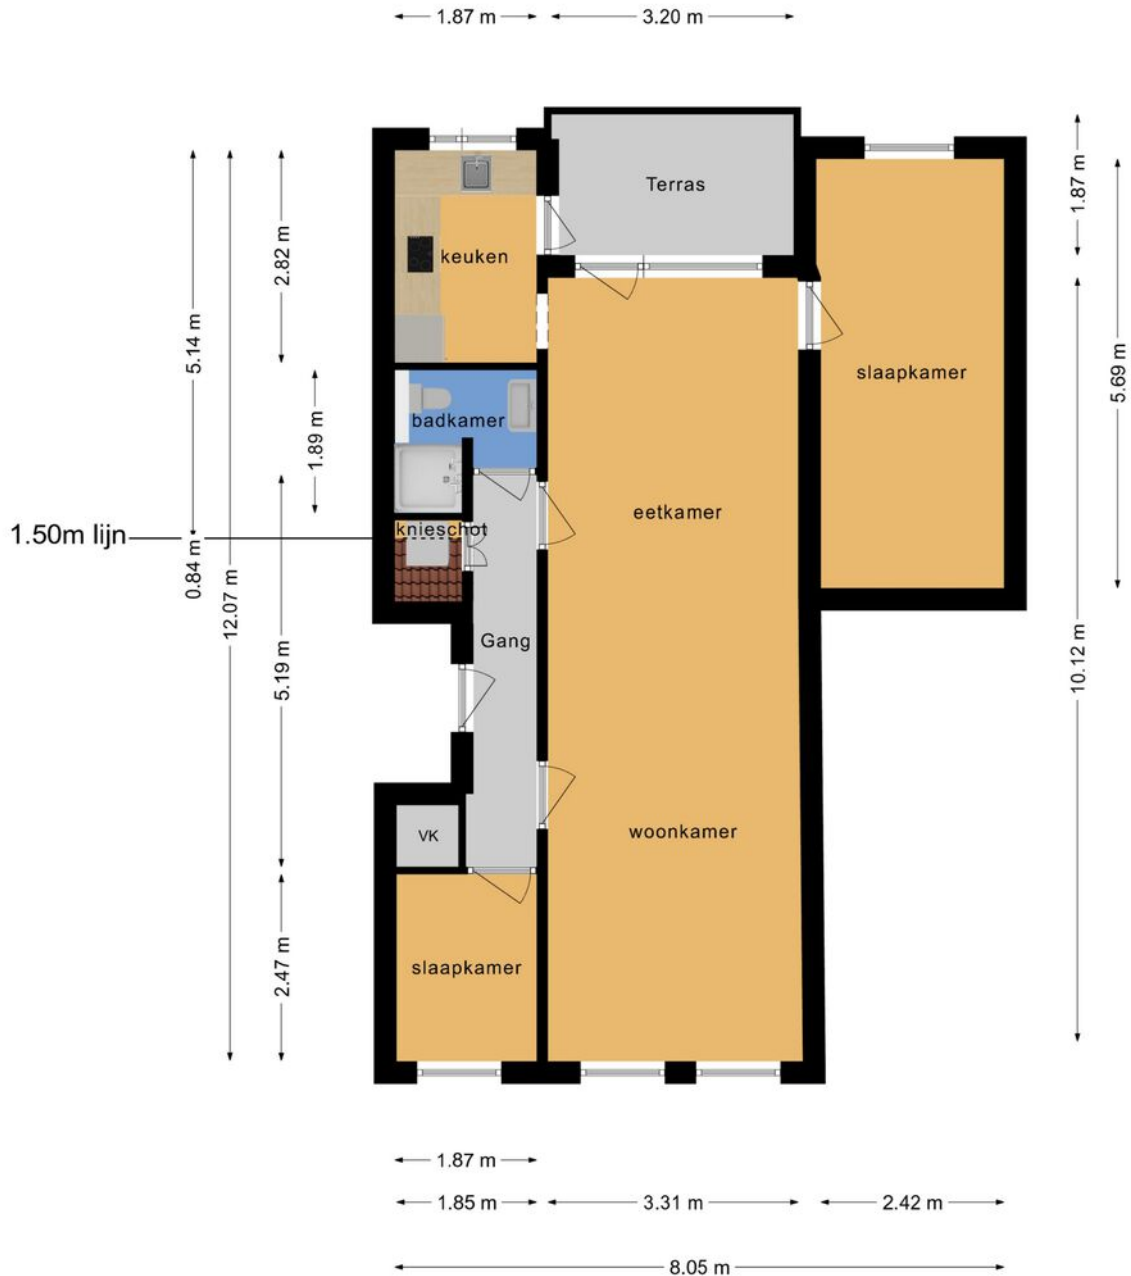 1.87 m
3.20 m
Terras
keuken
slaapkamer
badkamer
eetkamer
knieschot
1.50m lijn
Gang
woonkamer
VK
slaapkamer
5.14 m
0.84 m
12.07 m
2.82 m
1.89 m
5.19 m
2.47 m
1.87 m
5.69 m
10.12 m
1.87 m
1.85 m
3.31 m
2.42 m
8.05 m